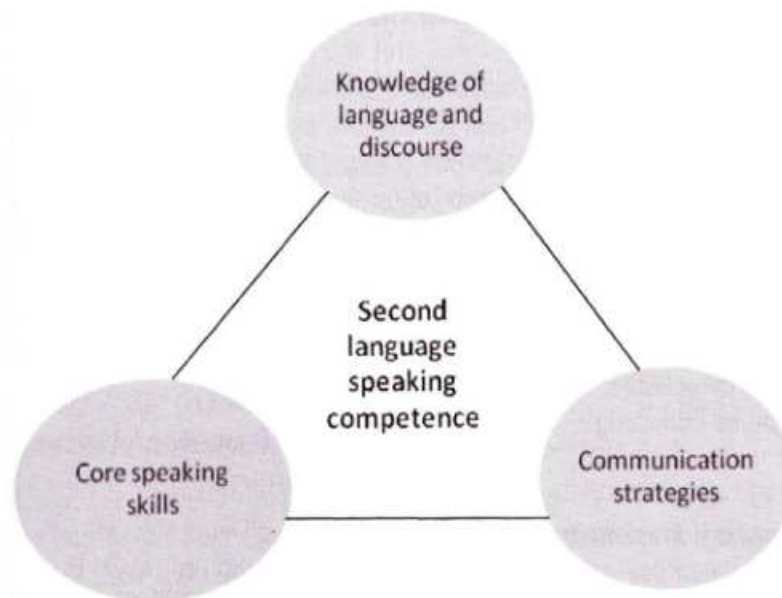 Knowledge of
language and
discourse
Second
language
speaking
competence
Core speaking
skills
Communication
strategies